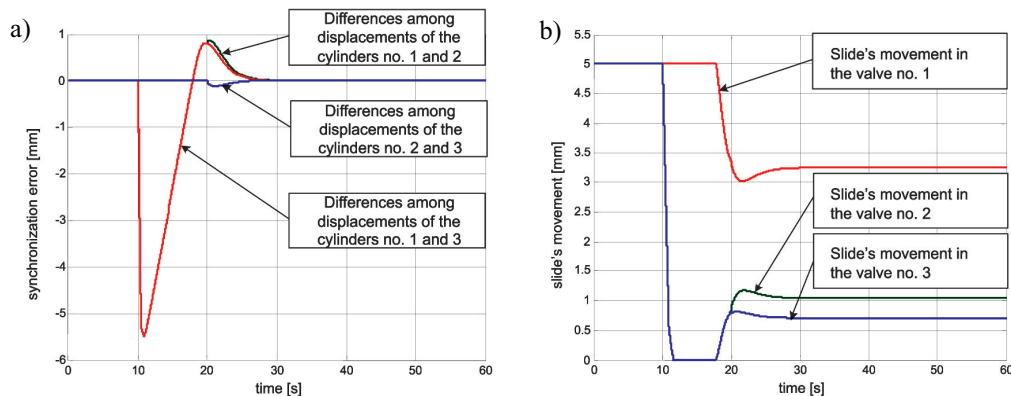 a)
Differences among
displacements of the
cylinders no. 1 and 2
Differences among
displacements of the
cylinders no. 2 and 3
Differences among
displacements of the
cylinders no. 1 and 3
synchronization error [mm]
1
0
-1
-2
-3
-4
-5
-6
0
10
20
30
40
50
60
time [s]
b)
Slide's movement in
the valve no. 1
Slide's movement in
the valve no. 2
Slide's movement in
the valve no. 3
slide's movement [mm]
5.5
5
4.5
4
3.5
3
2.5
2
1.5
1
0.5
0
0
10
20
30
40
50
60
time [s]